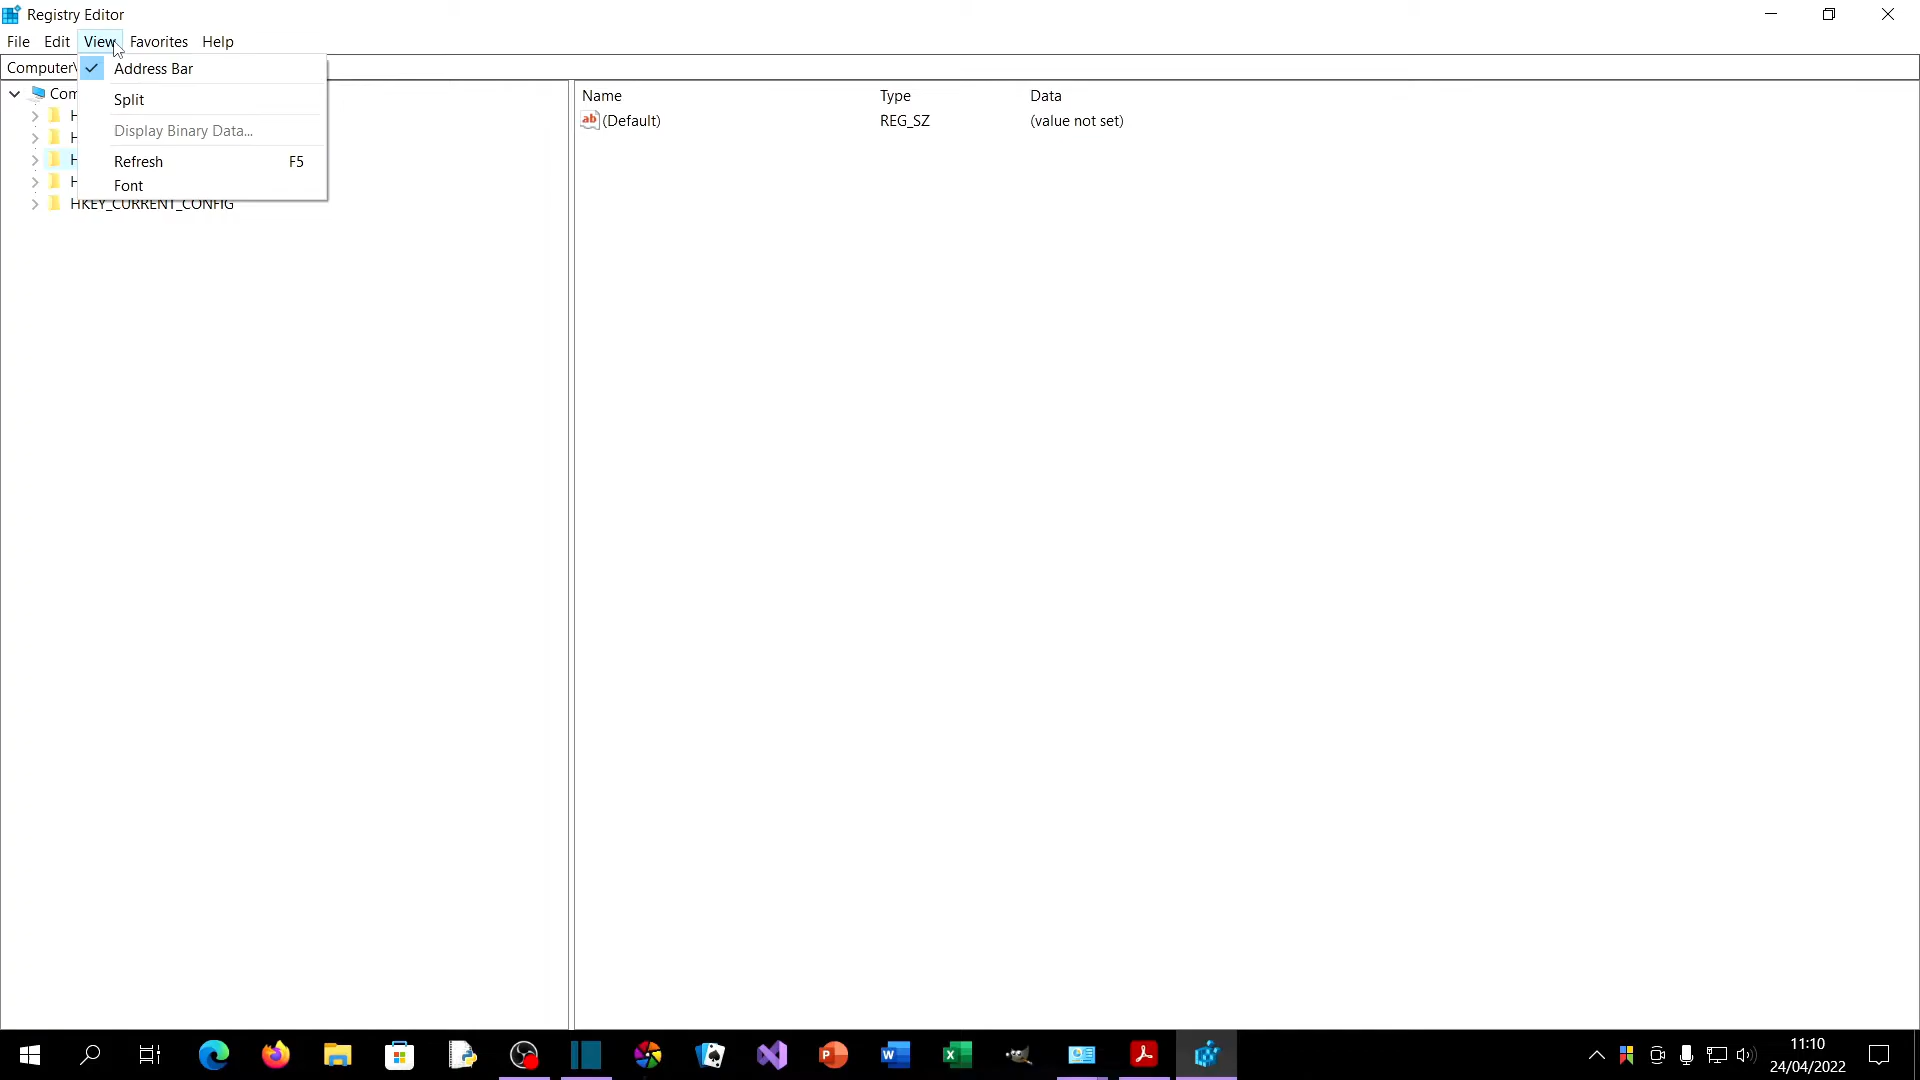 Registry Editor
File Edit View Favorites Help
Computer\
Address Bar
Com
Split
H
H
Display Binary Data...
H
Refresh F5
H
Font
HKEY_CURRENT_CONFIG
Name Type Data
ab (Default) REG_SZ (value not set)
11:10
24/04/2022